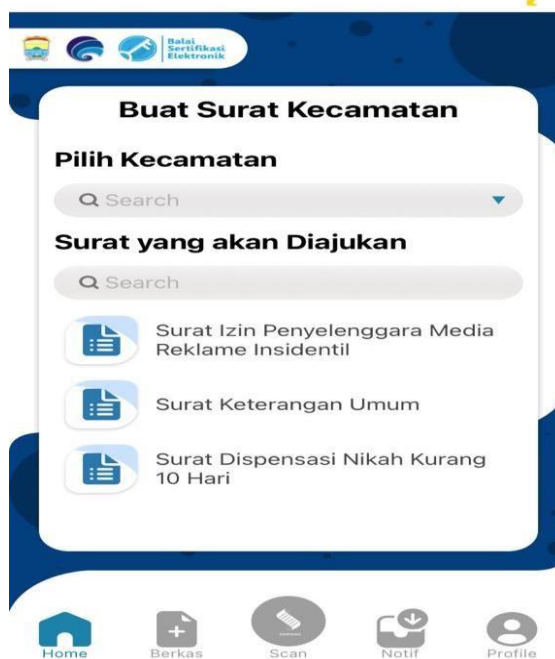 Balai
Sertifikasi
Elektronik
Buat Surat Kecamatan
Pilih Kecamatan
Search
Surat yang akan Diajukan
Search
Surat Izin Penyelenggara Media
Reklame Insidentil
Surat Keterangan Umum
Surat Dispensasi Nikah Kurang
10 Hari
Home Berkas Scan Notif Profile